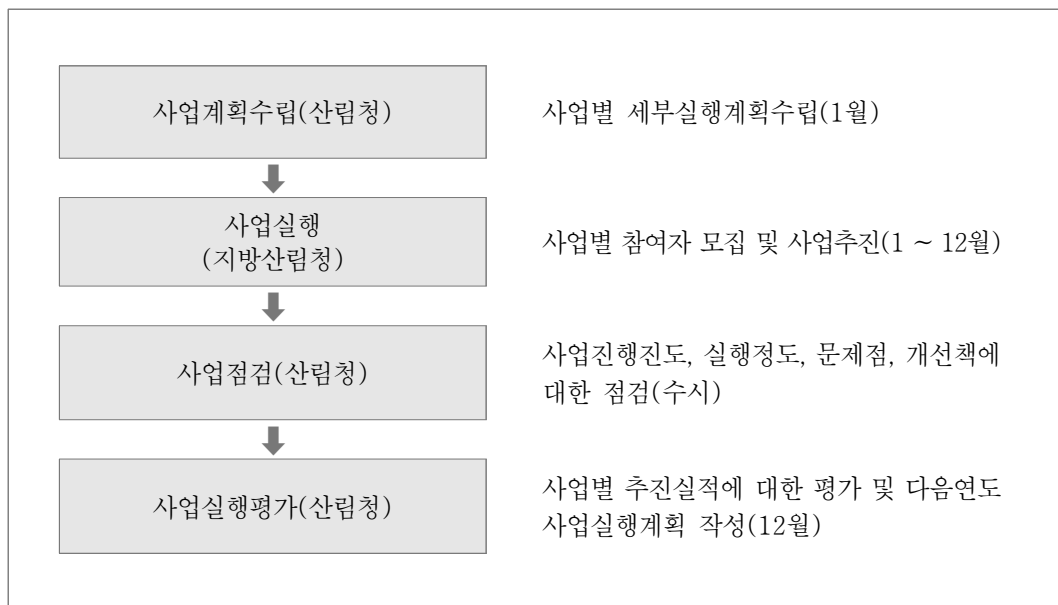 사업계획수립(산림청)
사업별 세부실행계획수립(1월)
사업실행
(지방산림청)
사업별 참여자 모집 및 사업추진(1 ~ 12월)
사업점검(산림청)
사업진행진도, 실행정도, 문제점, 개선책에
대한 점검(수시)
사업실행평가(산림청)
사업별 추진실적에 대한 평가 및 다음연도
사업실행계획 작성(12월)